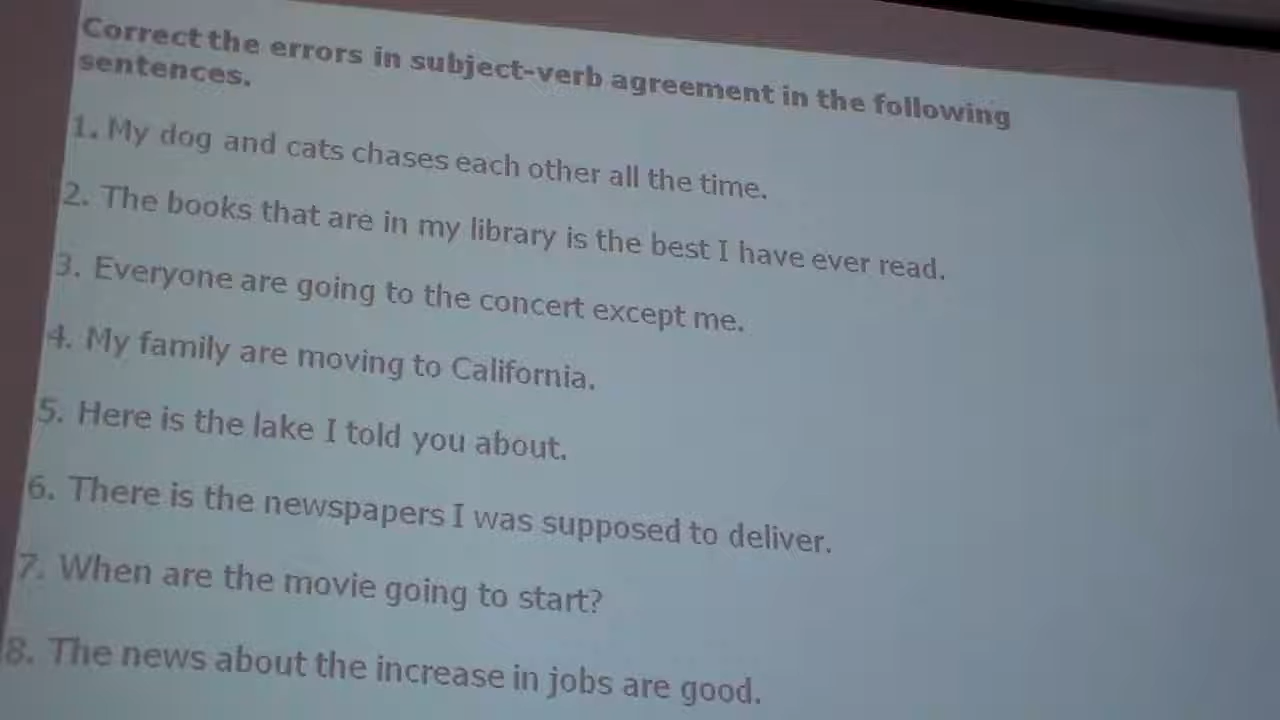 Correct the errors in subject-verb agreement in the following
sentences.
1. My dog and cats chases each other all the time.
2. The books that are in my library is the best I have ever read.
3. Everyone are going to the concert except me.
4. My family are moving to California.
5. Here is the lake I told you about.
6. There is the newspapers I was supposed to deliver.
7. When are the movie going to start?
8. The news about the increase in jobs are good.